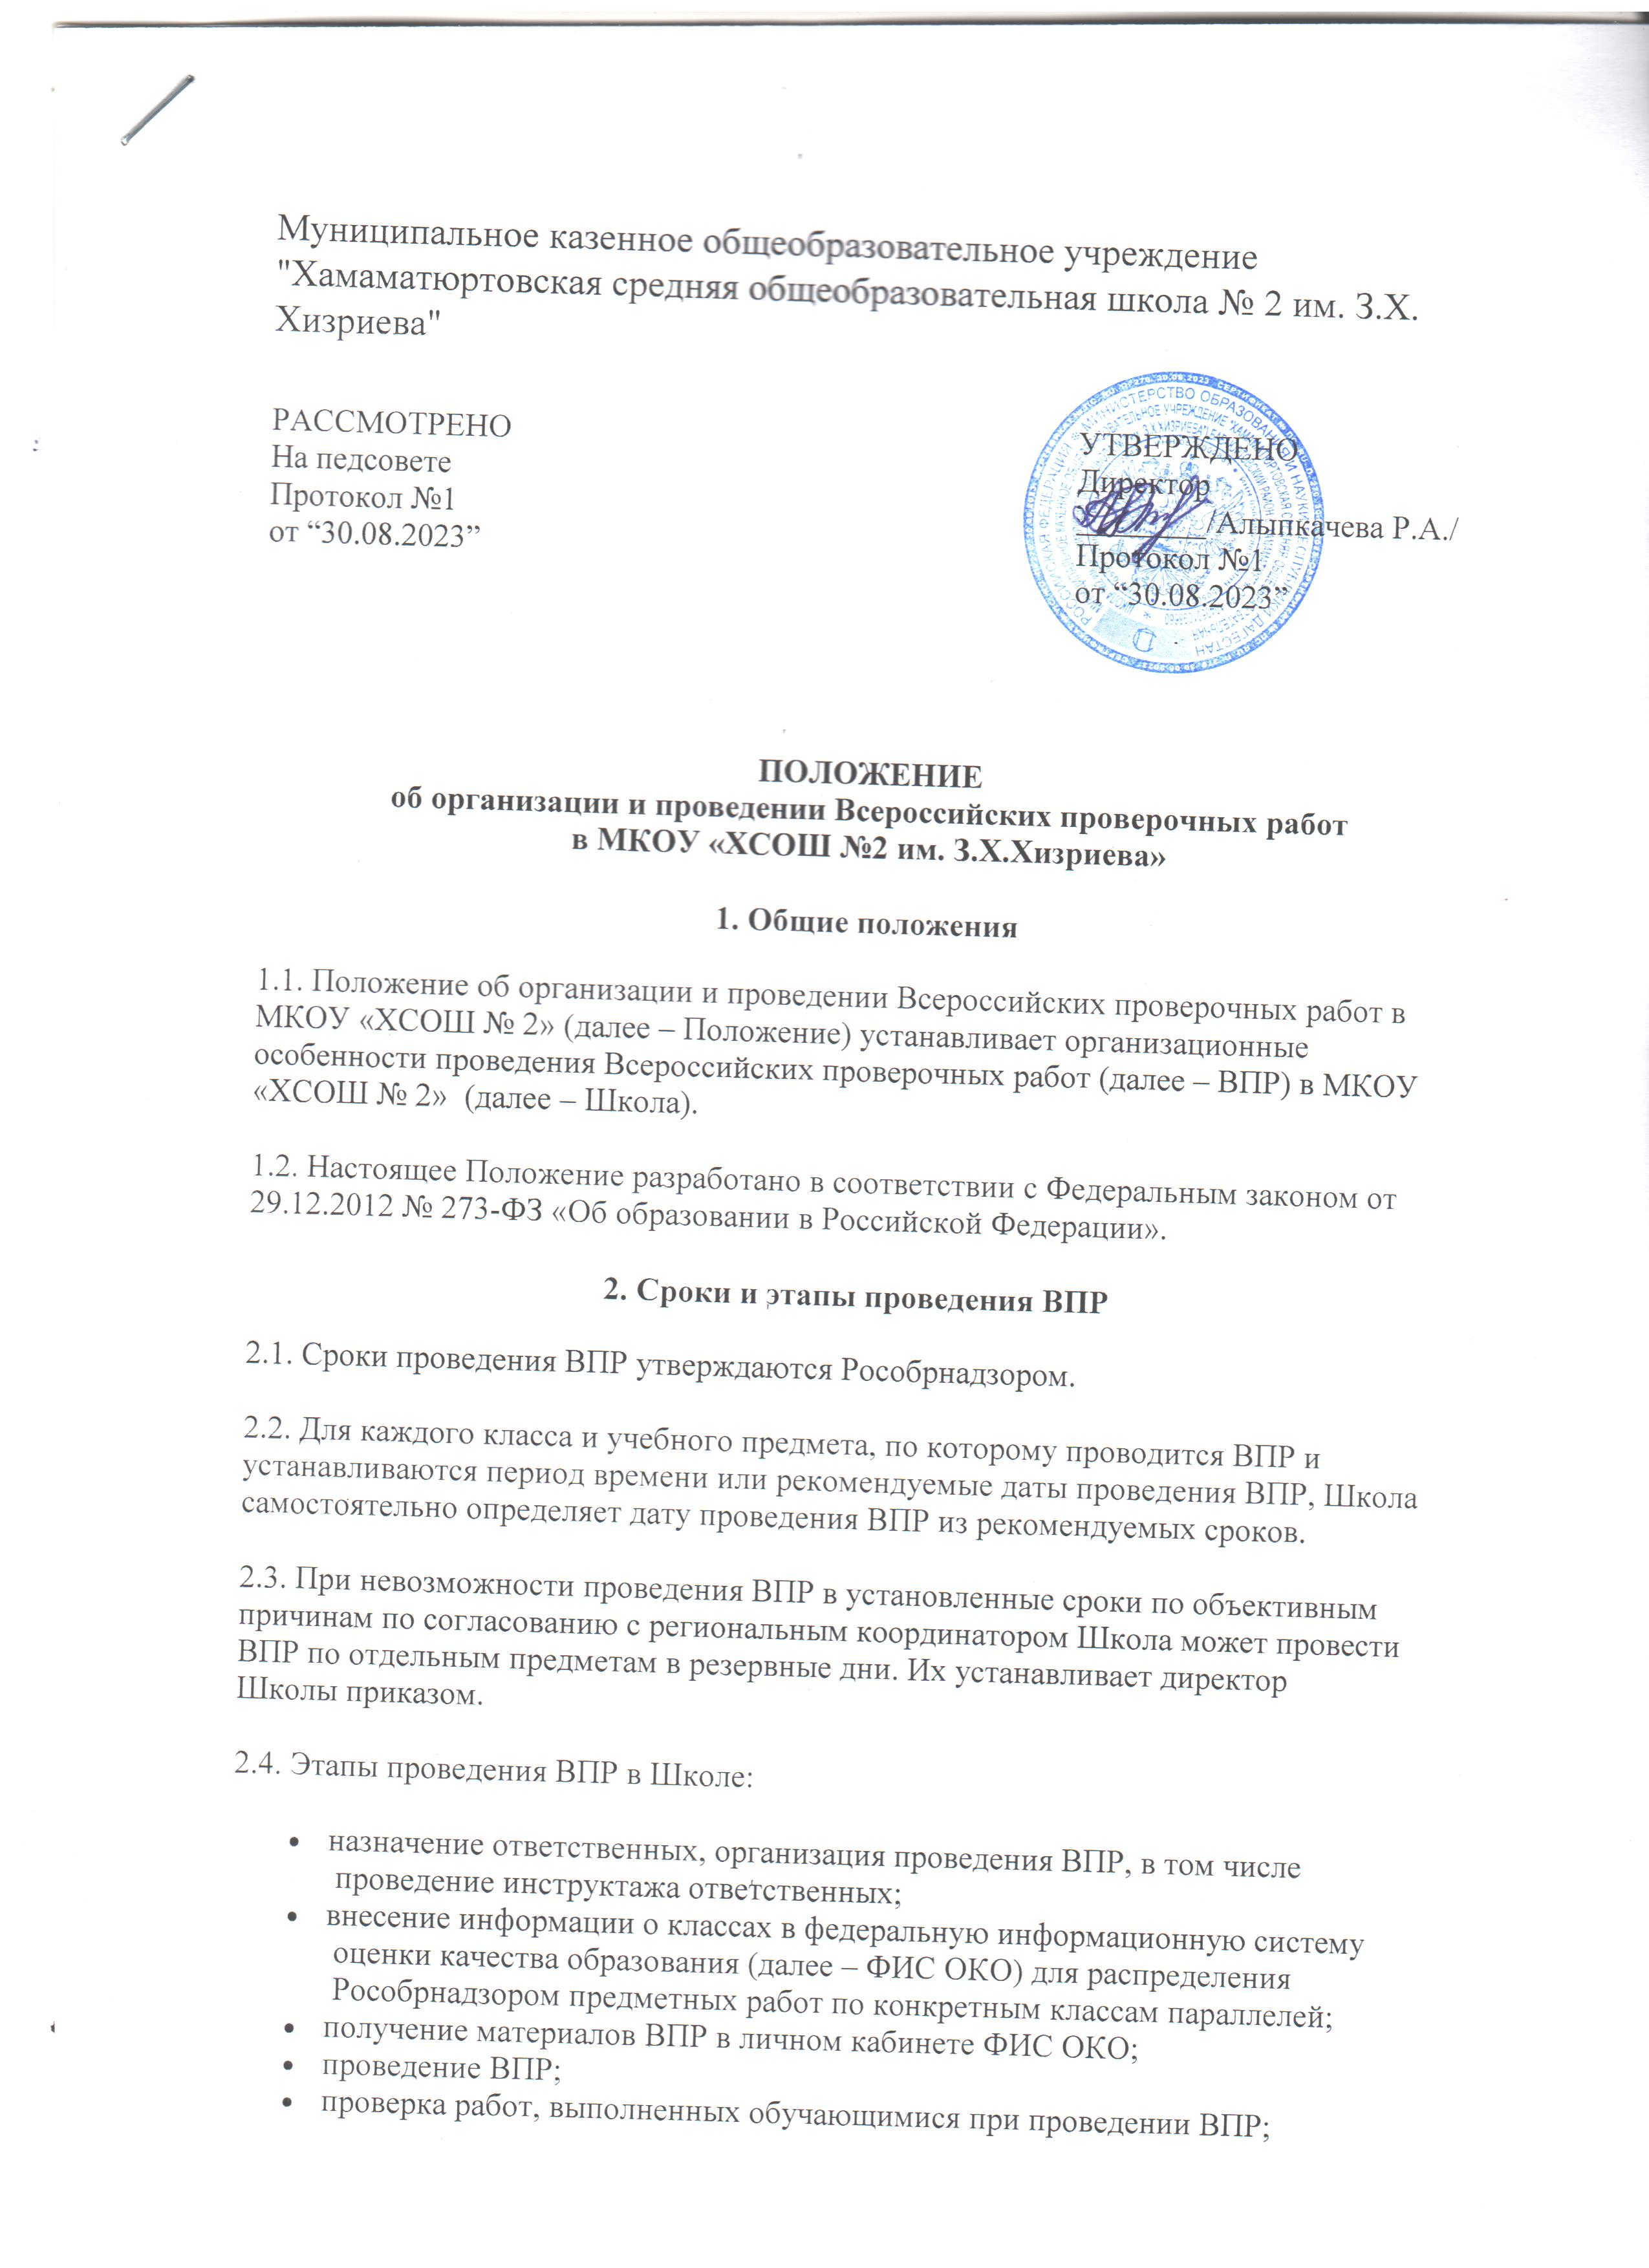 Муниципальное казенное общеобразовательное учреждение
"Хамаматюртовская средняя общеобразовательная школа № 2 им. З.Х.
Хизриева"
РАССМОТРЕНО
На педсовете
Протокол №1
от “30.08.2023”
УТВЕРЖДЕНО
Директор
/Алыпкачева Р.А./
Протокол №1
от “30.08.2023”
ПОЛОЖЕНИЕ
об организации и проведении Всероссийских проверочных работ
в МКОУ «ХСОШ №2 им. З.Х.Хизриева»
1. Общие положения
1.1. Положение об организации и проведении Всероссийских проверочных работ в
МКОУ «ХСОШ № 2» (далее – Положение) устанавливает организационные
особенности проведения Всероссийских проверочных работ (далее – ВПР) в МКОУ
«ХСОШ № 2» (далее – Школа).
1.2. Настоящее Положение разработано в соответствии с Федеральным законом от
29.12.2012 № 273-ФЗ «Об образовании в Российской Федерации».
2. Сроки и этапы проведения ВПР
2.1. Сроки проведения ВПР утверждаются Рособрнадзором.
2.2. Для каждого класса и учебного предмета, по которому проводится ВПР и
устанавливаются период времени или рекомендуемые даты проведения ВПР, Школа
самостоятельно определяет дату проведения ВПР из рекомендуемых сроков.
2.3. При невозможности проведения ВПР в установленные сроки по объективным
причинам по согласованию с региональным координатором Школа может провести
ВПР по отдельным предметам в резервные дни. Их устанавливает директор
Школы приказом.
2.4. Этапы проведения ВПР в Школе:
• назначение ответственных, организация проведения ВПР, в том числе
проведение инструктажа ответственных;
• внесение информации о классах в федеральную информационную систему
оценки качества образования (далее – ФИС ОКО) для распределения
Рособрнадзором предметных работ по конкретным классам параллелей;
• получение материалов ВПР в личном кабинете ФИС ОКО;
• проведение ВПР;
• проверка работ, выполненных обучающимися при проведении ВПР;